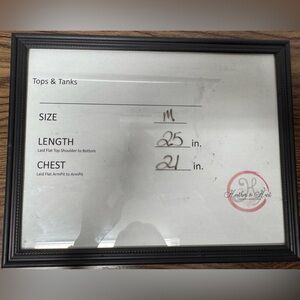 Tops & Tanks
SIZE M
LENGTH 25 in.
Laid Flat Top Shoulder to Bottom
CHEST 21 in.
Laid Flat ArmPit to ArmPit